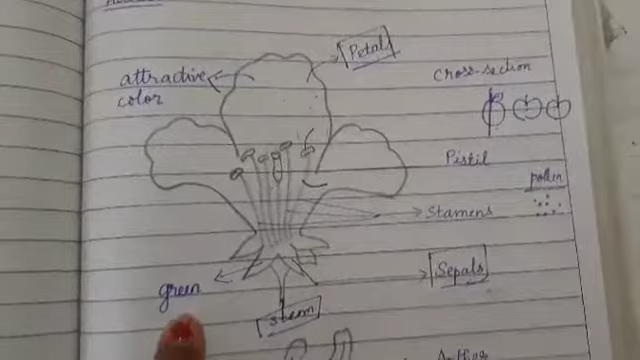 Petals
attractive
color
Cross-section
Pistil
pollen
Stamens
Sepals
green
Stem